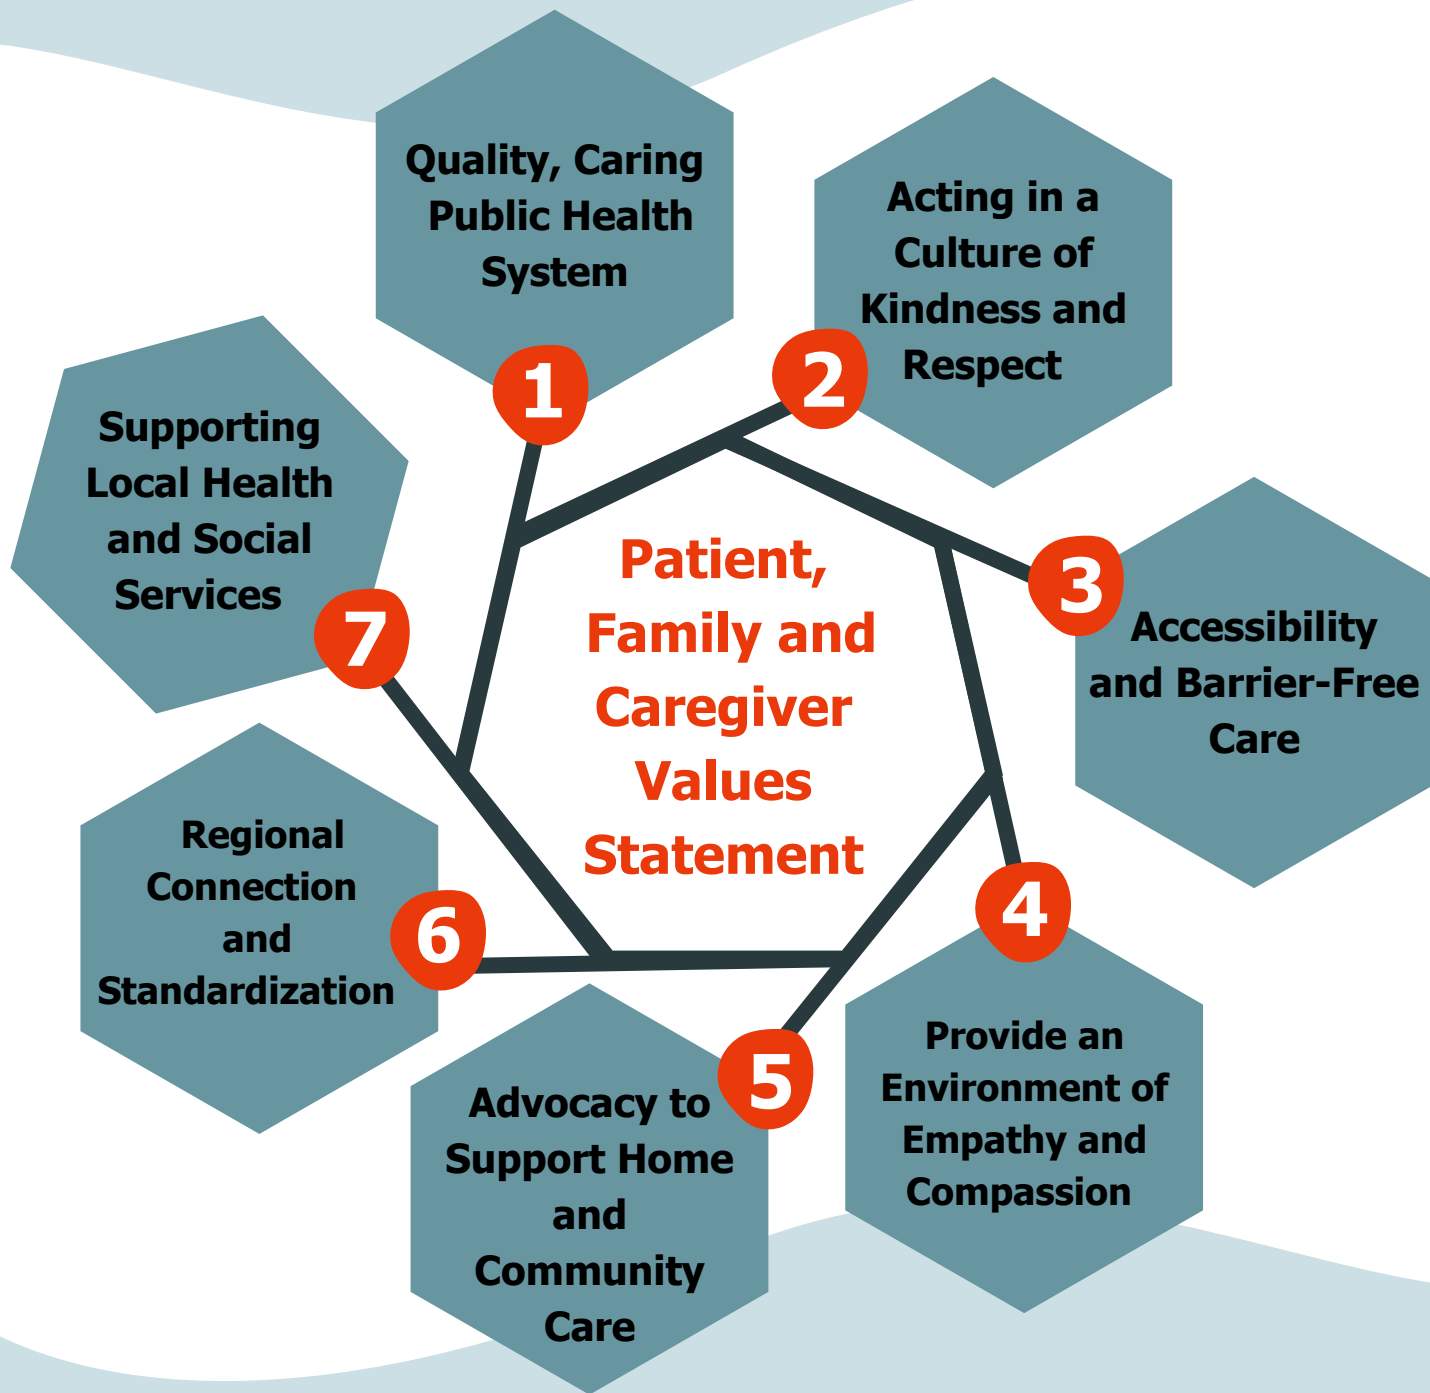 Quality, Caring
Public Health
System
1
Acting in a
Culture of
Kindness and
Respect
2
3
Accessibility
and Barrier-Free
Care
4
Provide an
Environment of
Empathy and
Compassion
5
Advocacy to
Support Home
and
Community
Care
6
Regional
Connection
and
Standardization
7
Supporting
Local Health
and Social
Services
Patient,
Family and
Caregiver
Values
Statement